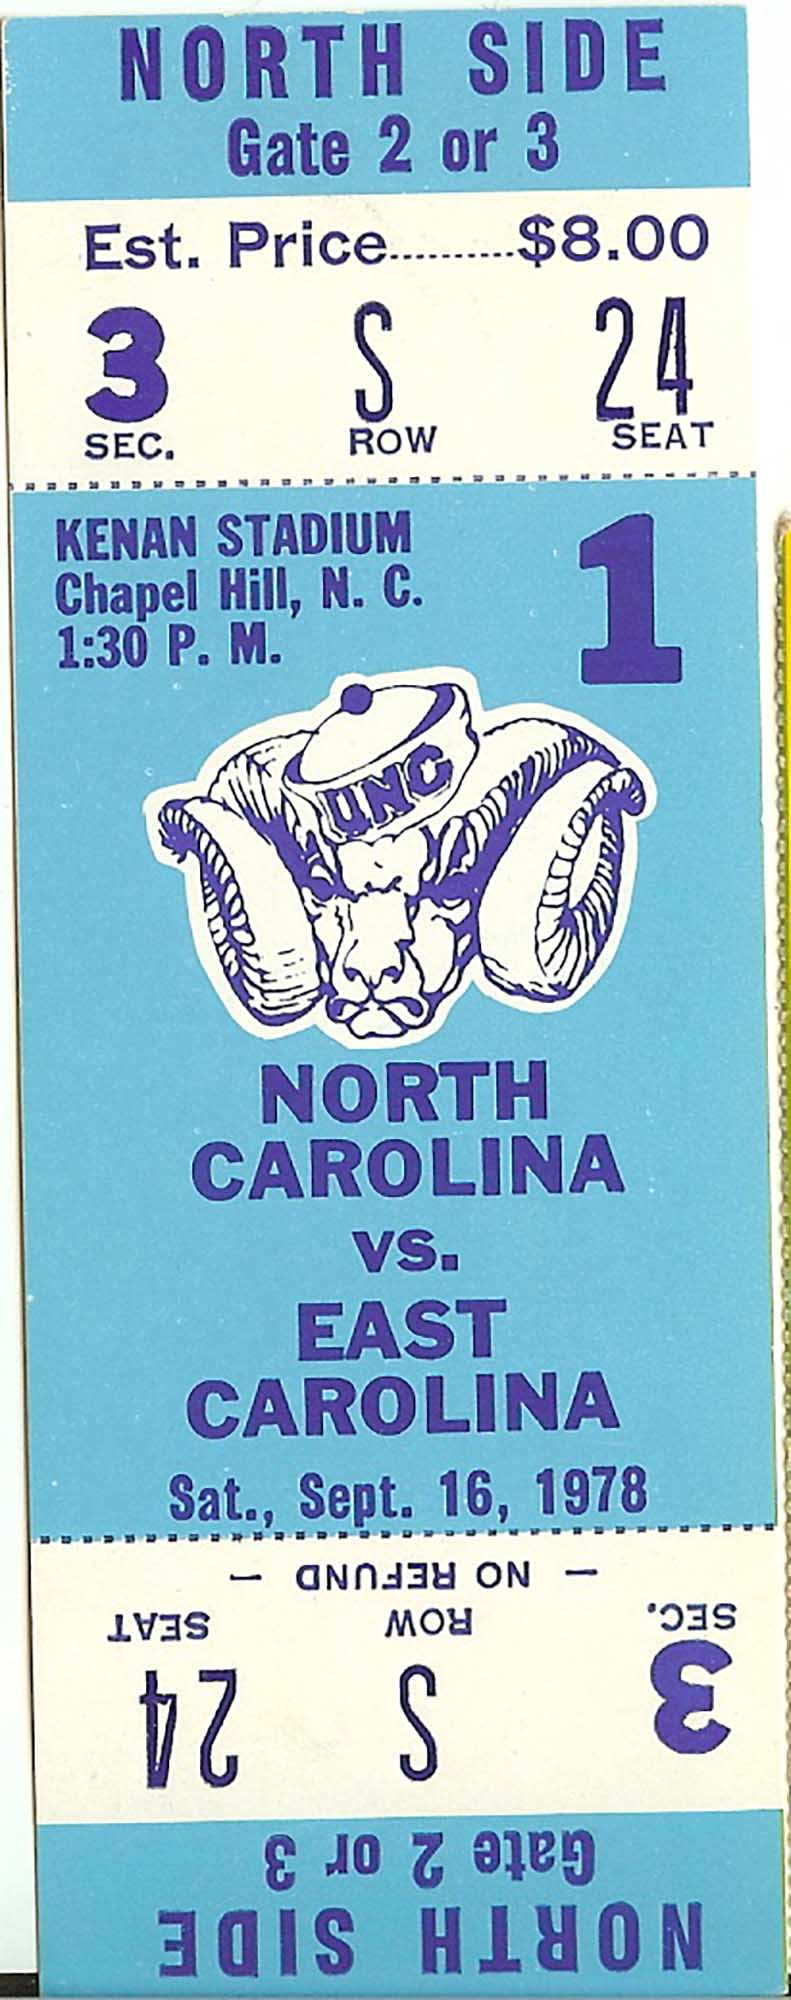 NORTH SIDE
Gate 2 or 3
Est. Price..........$8.00
3 S 24
SEC. ROW SEAT
KENAN STADIUM
Chapel Hill, N. C.
1:30 P. M.
1
UNC
NORTH
CAROLINA
vs.
EAST
CAROLINA
Sat., Sept. 16, 1978
— NO REFUND —
SEC. ROW SEAT
3 S 24
Gate 2 or 3
NORTH SIDE